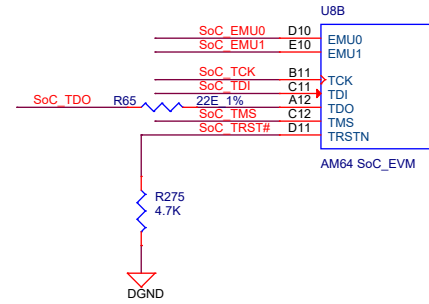 U8B
SoC_EMU0 D10 EMU0
SoC_EMU1 E10 EMU1
SoC_TCK B11 TCK
SoC_TDI C11 TDI
SoC_TDO R65 22E_1% A12 TDO
SoC_TMS C12 TMS
SoC_TRST# D11 TRSTN
AM64 SoC_EVM
R275
4.7K
DGND